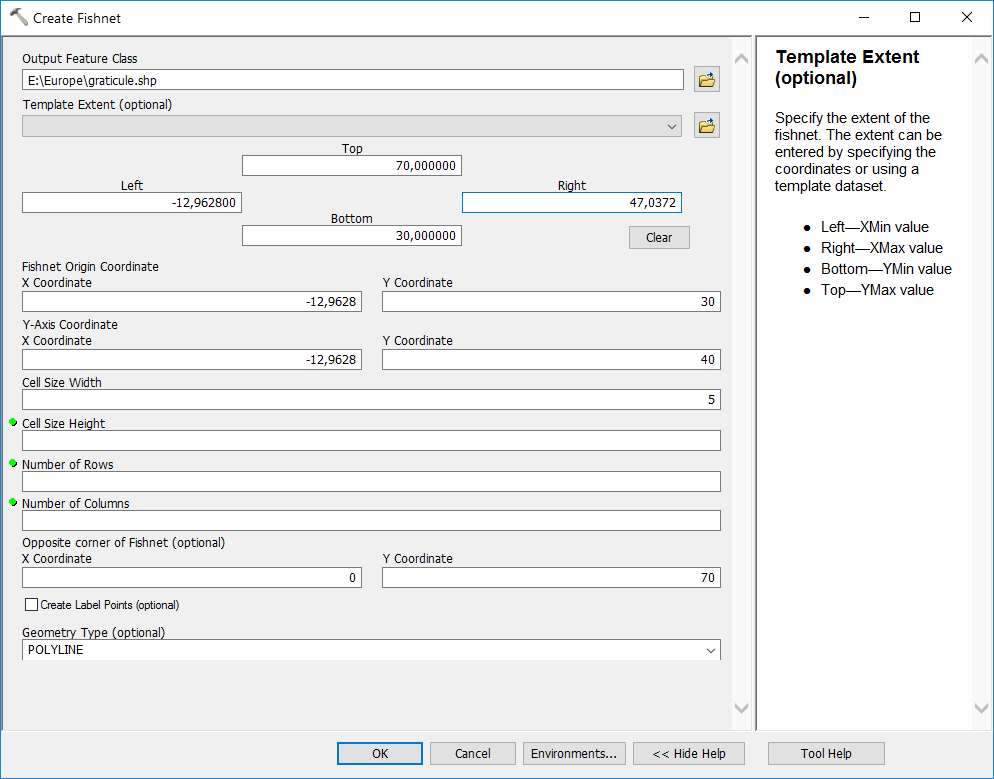 Create Fishnet
Output Feature Class
E:\Europe\graticule.shp
Template Extent (optional)
Top
70,000000
Left
Right
-12,962800
47,0372
Bottom
30,000000
Clear
Fishnet Origin Coordinate
X Coordinate
Y Coordinate
-12,9628
30
Y-Axis Coordinate
X Coordinate
Y Coordinate
-12,9628
40
Cell Size Width
5
Cell Size Height
Number of Rows
Number of Columns
Opposite corner of Fishnet (optional)
X Coordinate
Y Coordinate
0
70
Create Label Points (optional)
Geometry Type (optional)
POLYLINE
OK
Cancel
Environments...
<< Hide Help
Tool Help
Template Extent
(optional)
Specify the extent of the
fishnet. The extent can be
entered by specifying the
coordinates or using a
template dataset.
● Left—XMin value
● Right—XMax value
● Bottom—YMin value
● Top—YMax value